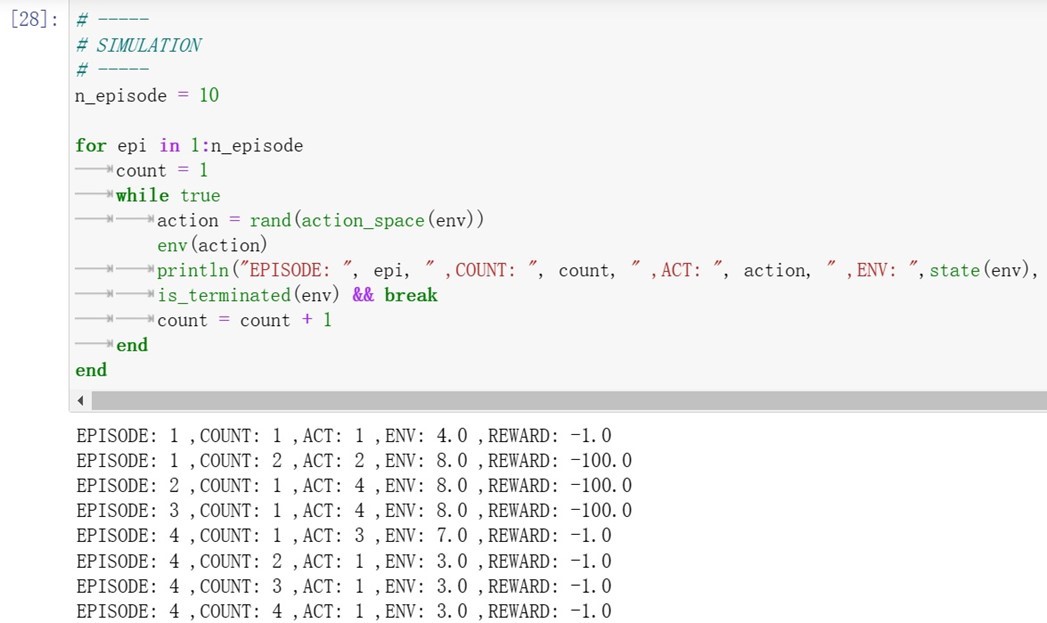 [28]: # -----
# SIMULATION
# -----
n_episode = 10
for epi in 1:n_episode
count = 1
while true
action = rand(action_space(env))
env(action)
println("EPISODE: ", epi, " ,COUNT: ", count, " ,ACT: ", action, " ,ENV: ",state(env),
is_terminated(env) && break
count = count + 1
end
end
EPISODE: 1 ,COUNT: 1 ,ACT: 1 ,ENV: 4.0 ,REWARD: -1.0
EPISODE: 1 ,COUNT: 2 ,ACT: 2 ,ENV: 8.0 ,REWARD: -100.0
EPISODE: 2 ,COUNT: 1 ,ACT: 4 ,ENV: 8.0 ,REWARD: -100.0
EPISODE: 3 ,COUNT: 1 ,ACT: 4 ,ENV: 8.0 ,REWARD: -100.0
EPISODE: 4 ,COUNT: 1 ,ACT: 3 ,ENV: 7.0 ,REWARD: -1.0
EPISODE: 4 ,COUNT: 2 ,ACT: 1 ,ENV: 3.0 ,REWARD: -1.0
EPISODE: 4 ,COUNT: 3 ,ACT: 1 ,ENV: 3.0 ,REWARD: -1.0
EPISODE: 4 ,COUNT: 4 ,ACT: 1 ,ENV: 3.0 ,REWARD: -1.0